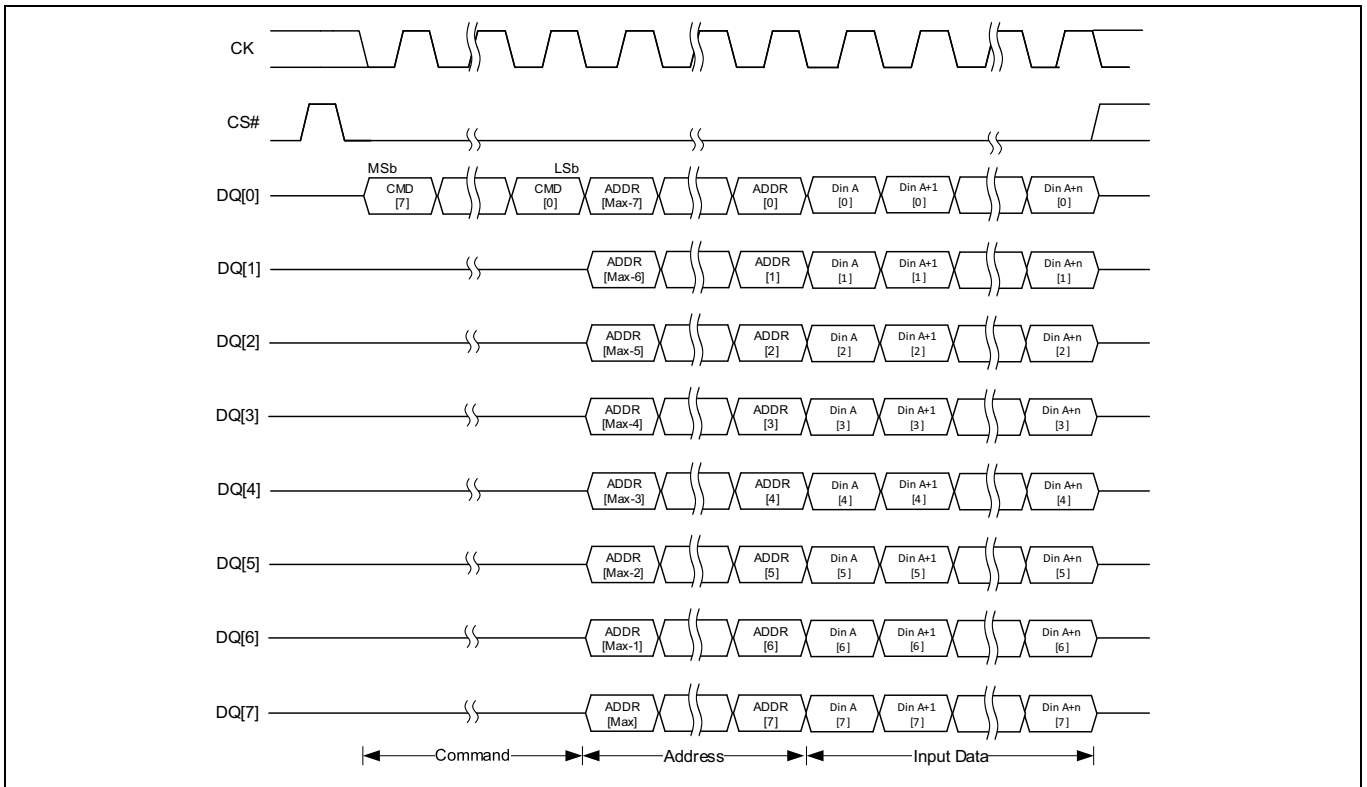 CK
CS#
MSb LSb
DQ[0] CMD [7] CMD [0] ADDR [Max-7] ADDR [0] Din A [0] Din A+1 [0] Din A+n [0]
DQ[1] ADDR [Max-6] ADDR [1] Din A [1] Din A+1 [1] Din A+n [1]
DQ[2] ADDR [Max-5] ADDR [2] Din A [2] Din A+1 [2] Din A+n [2]
DQ[3] ADDR [Max-4] ADDR [3] Din A [3] Din A+1 [3] Din A+n [3]
DQ[4] ADDR [Max-3] ADDR [4] Din A [4] Din A+1 [4] Din A+n [4]
DQ[5] ADDR [Max-2] ADDR [5] Din A [5] Din A+1 [5] Din A+n [5]
DQ[6] ADDR [Max-1] ADDR [6] Din A [6] Din A+1 [6] Din A+n [6]
DQ[7] ADDR [Max] ADDR [7] Din A [7] Din A+1 [7] Din A+n [7]
Command Address Input Data